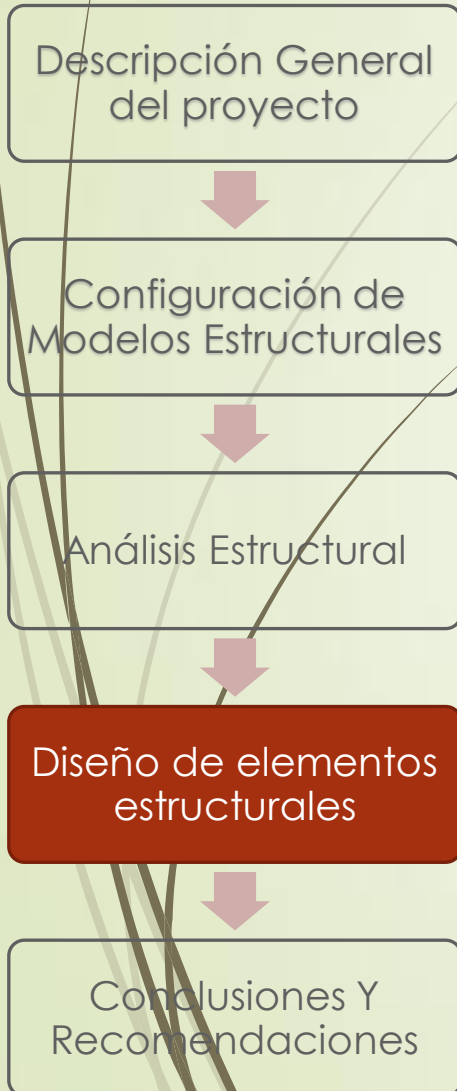 Descripción General
del proyecto
Configuración de
Modelos Estructurales
Análisis Estructural
Diseño de elementos
estructurales
Conclusiones Y
Recomendaciones